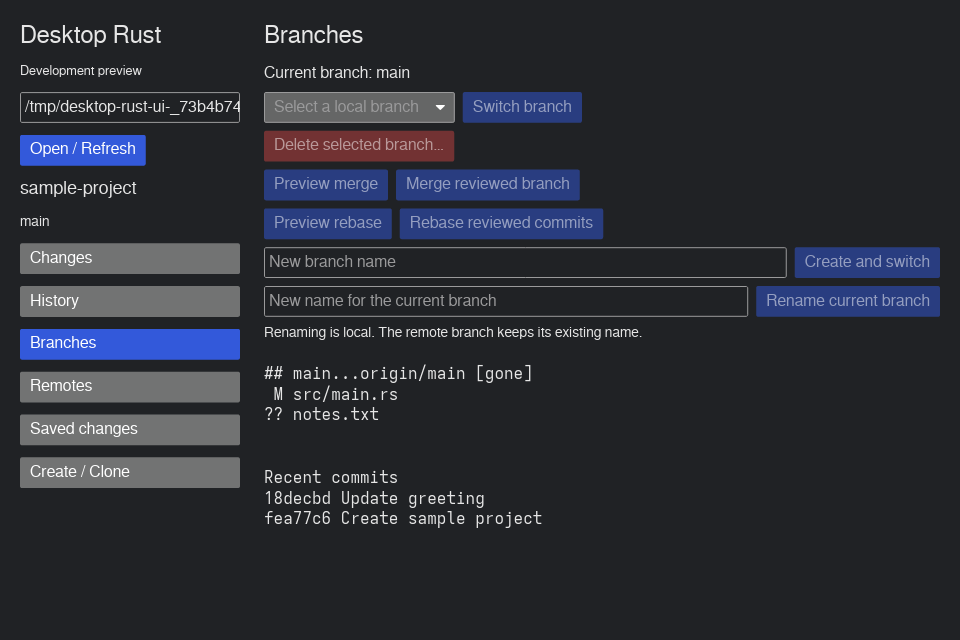 Desktop Rust
Development preview
/tmp/desktop-rust-ui-_73b4b74
Open / Refresh
sample-project
main
Changes
History
Branches
Remotes
Saved changes
Create / Clone
Branches
Current branch: main
Select a local branch
Switch branch
Delete selected branch...
Preview merge
Merge reviewed branch
Preview rebase
Rebase reviewed commits
New branch name
Create and switch
New name for the current branch
Rename current branch
Renaming is local. The remote branch keeps its existing name.
## main...origin/main [gone]
M src/main.rs
?? notes.txt
Recent commits
18decbd Update greeting
fea77c6 Create sample project